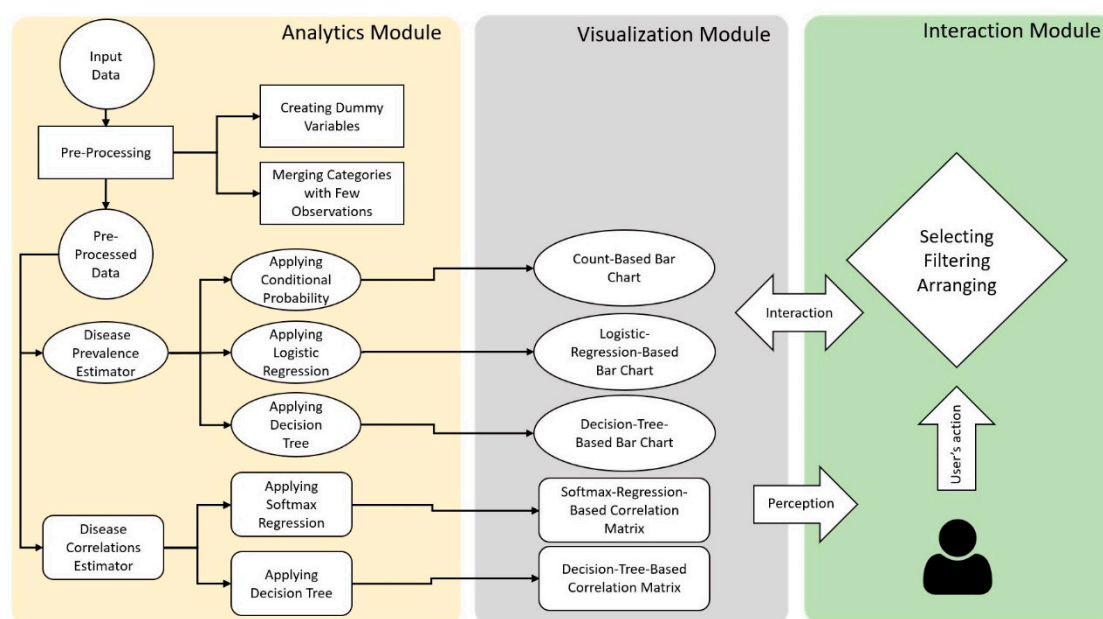 Analytics Module
Input
Data
Creating Dummy
Variables
Pre-Processing
Merging Categories
with Few
Observations
Pre-
Processed
Data
Applying
Conditional
Probability
Disease
Prevalence
Estimator
Applying
Logistic
Regression
Applying
Decision
Tree
Applying
Softmax
Regression
Disease
Correlations
Estimator
Applying
Decision Tree
Visualization Module
Count-Based Bar
Chart
Logistic-
Regression-Based
Bar Chart
Decision-Tree-
Based Bar Chart
Softmax-Regression-
Based Correlation
Matrix
Decision-Tree-Based
Correlation Matrix
Interaction Module
Selecting
Filtering
Arranging
Interaction
User's action
Perception